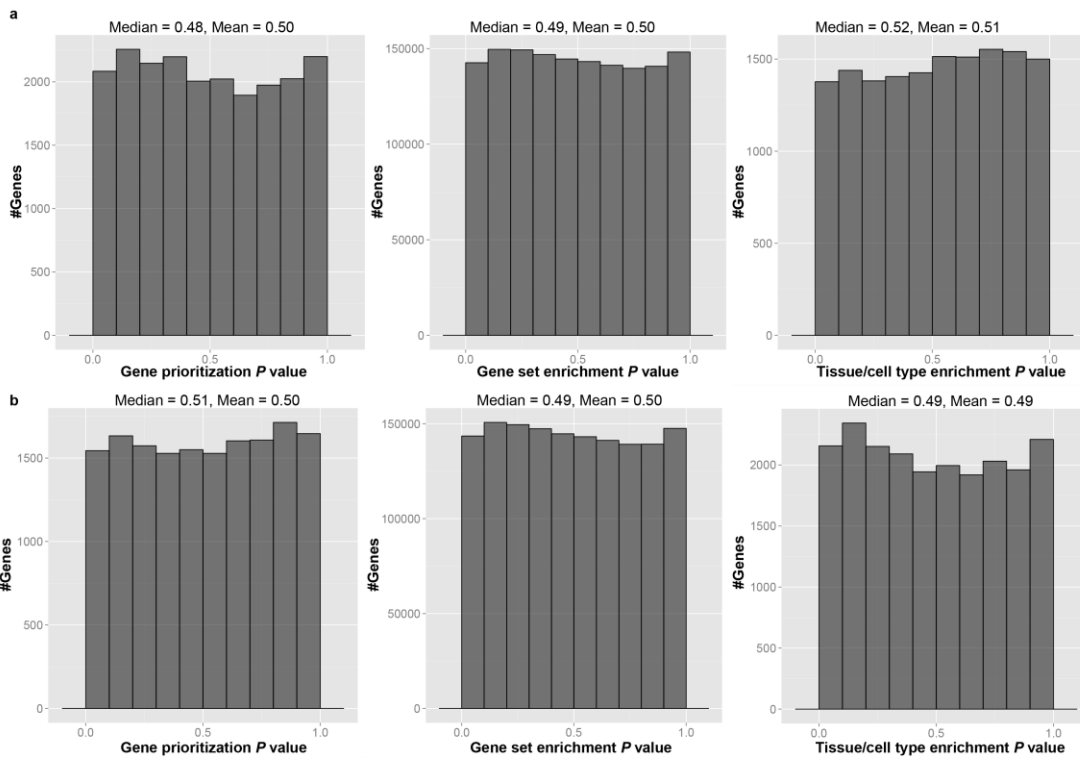 a
Median = 0.48, Mean = 0.50
2000
1500
1000
500
0
#Genes
0.0 0.5 1.0
Gene prioritization P value
Median = 0.49, Mean = 0.50
150000
100000
50000
0
#Genes
0.0 0.5 1.0
Gene set enrichment P value
Median = 0.52, Mean = 0.51
1500
1000
500
0
#Genes
0.0 0.5 1.0
Tissue/cell type enrichment P value
b
Median = 0.51, Mean = 0.50
1500
1000
500
0
#Genes
0.0 0.5 1.0
Gene prioritization P value
Median = 0.49, Mean = 0.50
150000
100000
50000
0
#Genes
0.0 0.5 1.0
Gene set enrichment P value
Median = 0.49, Mean = 0.49
2000
1500
1000
500
0
#Genes
0.0 0.5 1.0
Tissue/cell type enrichment P value